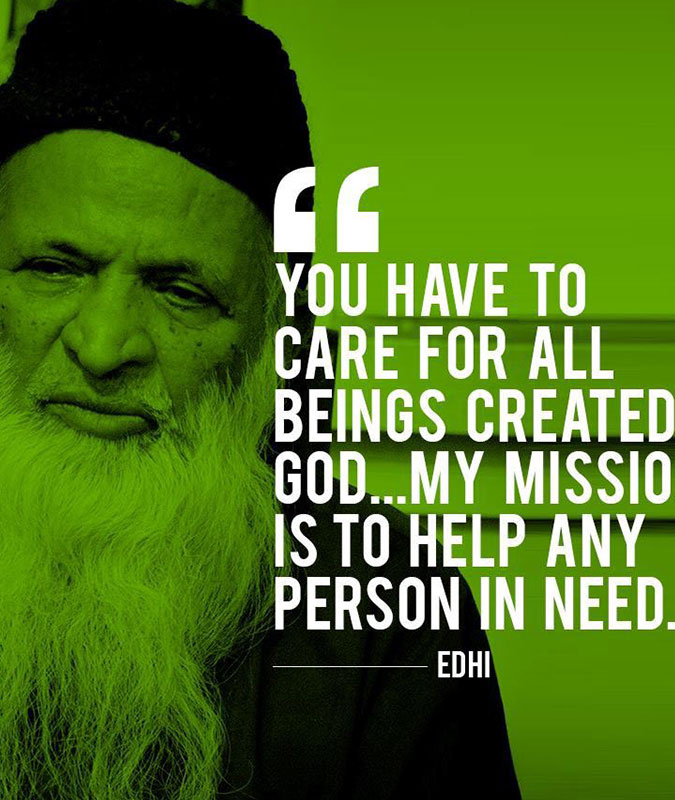 “
YOU HAVE TO
CARE FOR ALL
BEINGS CREATED
GOD...MY MISSIO
IS TO HELP ANY
PERSON IN NEED.
EDHI